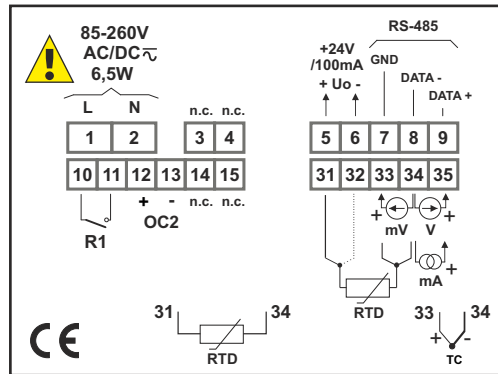 85-260V
AC/DC
6,5W
L N
n.c. n.c.
1 2 3 4
10 11 12 13 14 15
+ - n.c. n.c.
OC2
R1
RS-485
+24V
/100mA
GND
+ Uo -
DATA -
DATA +
5 6 7 8 9
31 32 33 34 35
+ +
mV V
+
mA
RTD
31 34
RTD
33 34
+ -
TC
CE